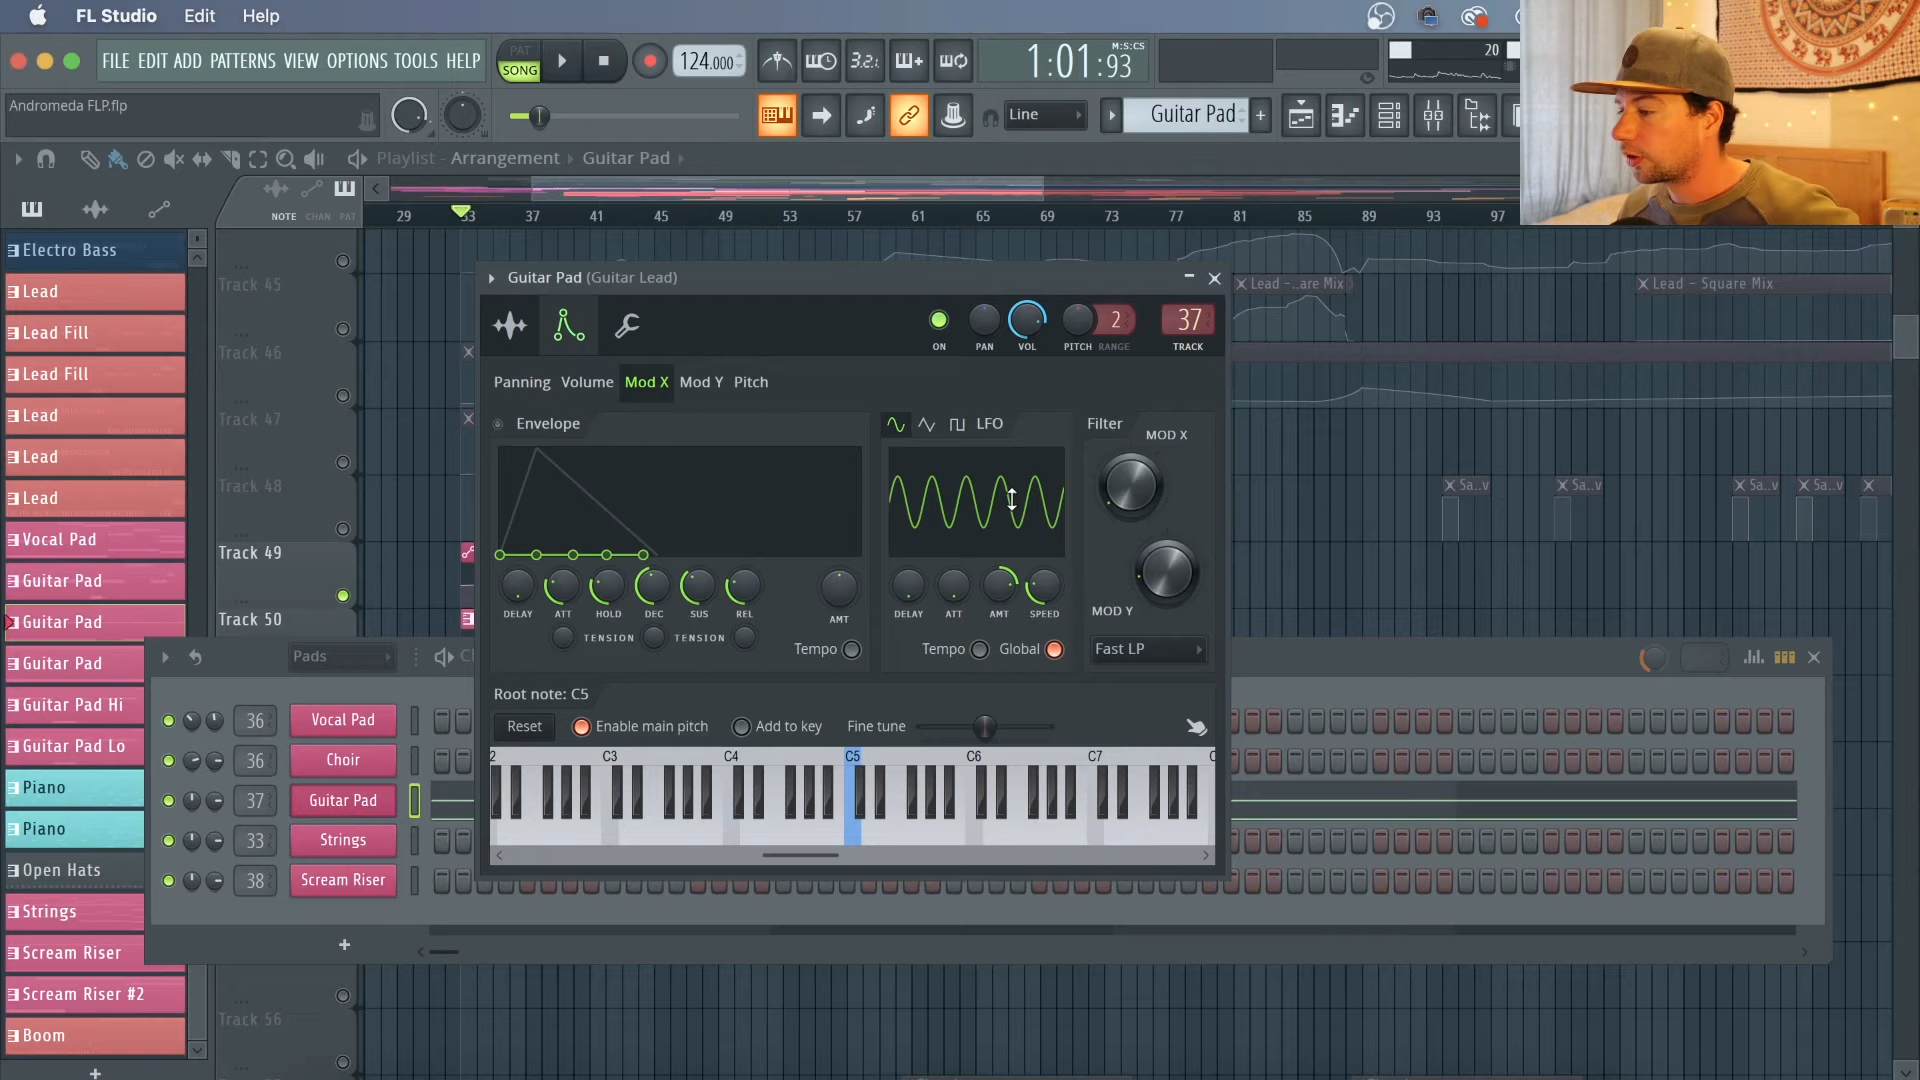 FL Studio Edit Help
FILE EDIT ADD PATTERNS VIEW OPTIONS TOOLS HELP
PAT
SONG
124.000
3.2.
1:01:93
M:S:CS
20
Andromeda FLP.flp
Line
Guitar Pad
Playlist - Arrangement Guitar Pad
NOTE CHAN PAT
29 33 37 41 45 49 53 57 61 65 69 73 77 81 85 89 93 97
Electro Bass
Lead
Lead Fill
Lead Fill
Lead
Lead
Lead
Vocal Pad
Guitar Pad
Guitar Pad
Guitar Pad
Guitar Pad Hi
Guitar Pad Lo
Piano
Piano
Open Hats
Strings
Scream Riser
Scream Riser #2
Boom
Track 45
Track 46
Track 47
Track 48
Track 49
Track 50
Track 56
Lead -..are Mix
Lead - Square Mix
Sa..v
Sa..v
Sa..v
Sa..v
Guitar Pad (Guitar Lead)
ON PAN VOL PITCH RANGE TRACK
2
37
Panning Volume Mod X Mod Y Pitch
Envelope
LFO
Filter
MOD X
MOD Y
DELAY ATT HOLD DEC SUS REL AMT
TENSION TENSION
Tempo
DELAY ATT AMT SPEED
Tempo Global
Fast LP
Root note: C5
Reset Enable main pitch Add to key Fine tune
2 C3 C4 C5 C6 C7 C
Pads
36 Vocal Pad
36 Choir
37 Guitar Pad
33 Strings
38 Scream Riser